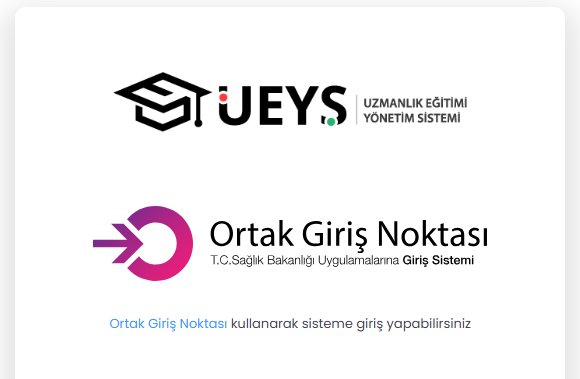 ÜEYS
UZMANLIK EĞİTİMİ
YÖNETİM SİSTEMİ
Ortak Giriş Noktası
T.C.Sağlık Bakanlığı Uygulamalarına Giriş Sistemi
Ortak Giriş Noktası kullanarak sisteme giriş yapabilirsiniz